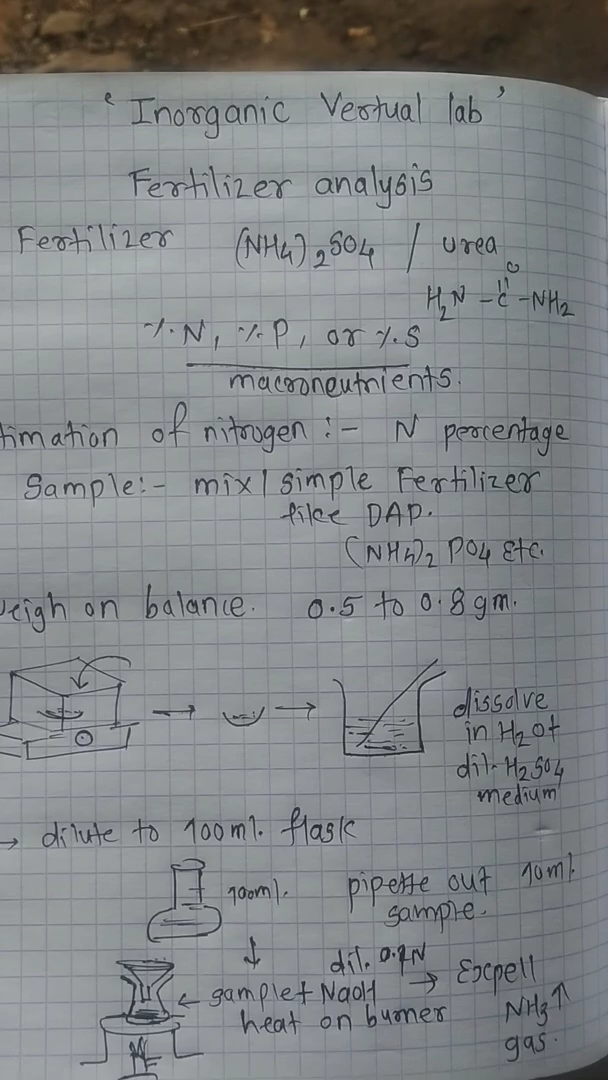 ‘ Inorganic Vertual lab ’
Fertilizer analysis
Fertilizer (NH4)2SO4 / urea
O
H2N - C - NH2
%N, %P, or %S
macroneutrients.
timation of nitrogen :- N percentage
Sample:- mix/simple Fertilizer
like DAP.
(NH4)2 PO4 Etc.
eigh on balance. 0.5 to 0.8 gm.
dissolve
in H2O +
dil. H2SO4
medium
→ dilute to 100 ml. flask
100ml. pipette out 10ml.
sample.
↓ dil. 0.1N
← sample + NaOH → Excpell
heat on burner NH3↑
gas.